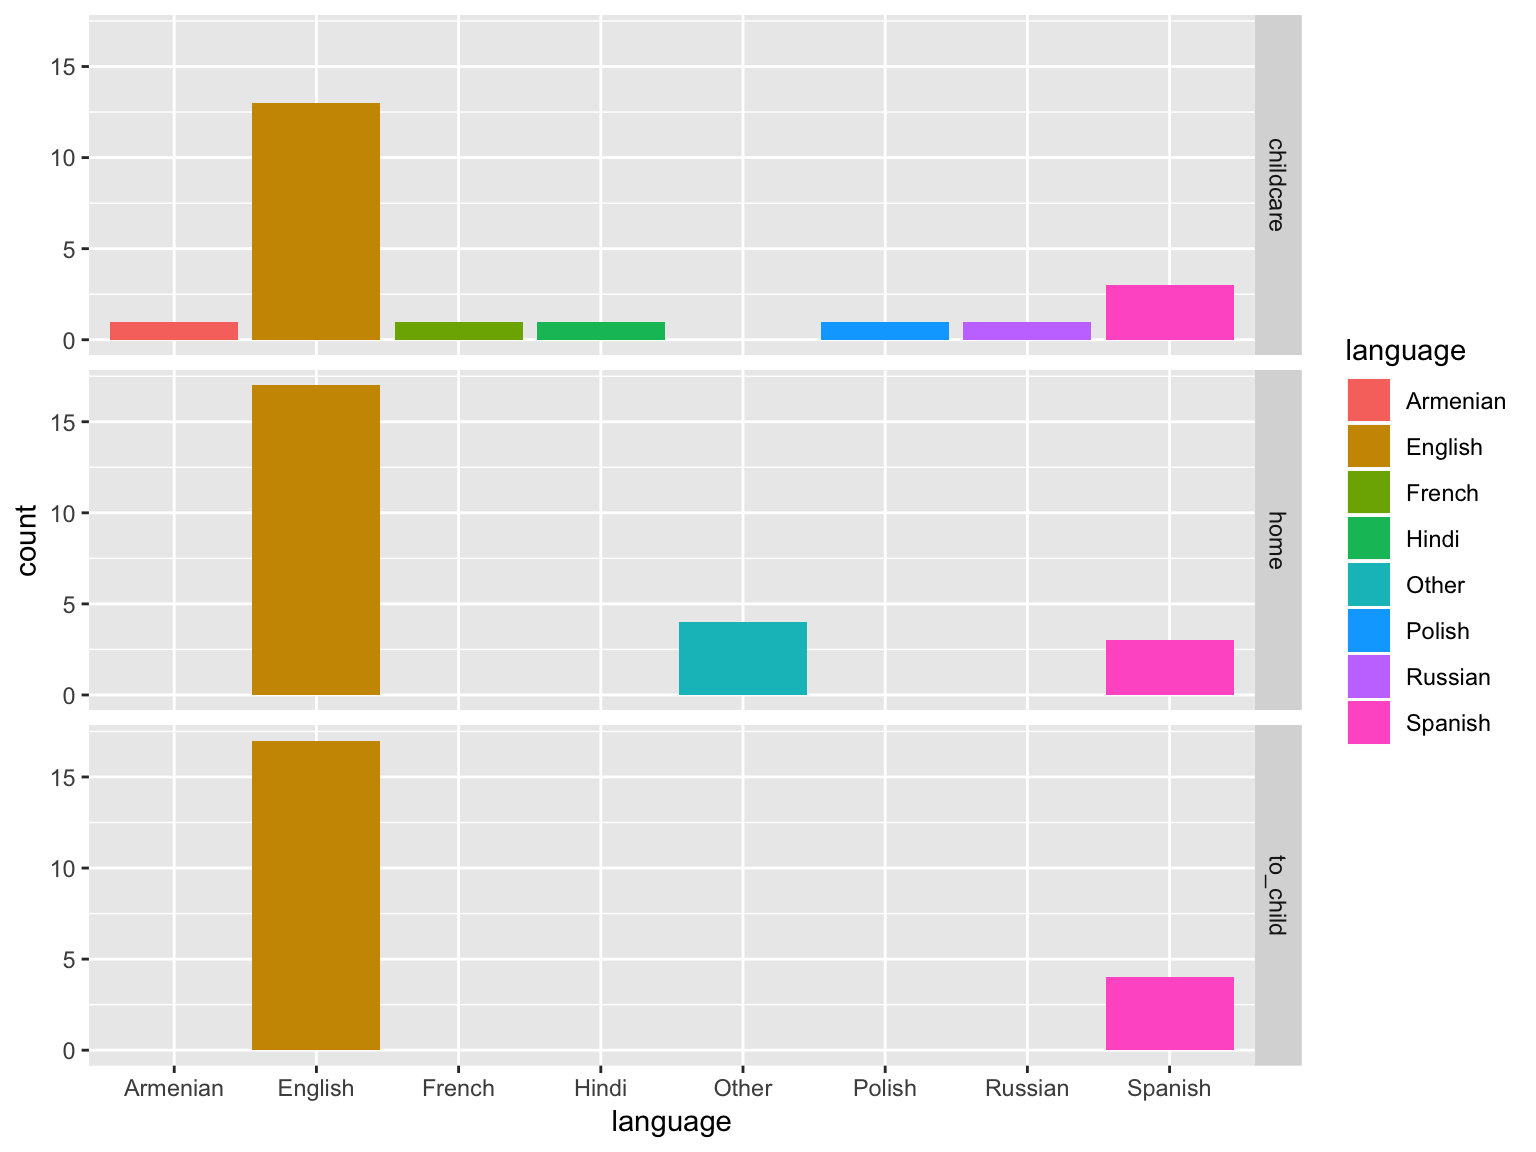 15
10
5
0
childcare
count
15
10
5
0
home
15
10
5
0
to_child
Armenian English French Hindi Other Polish Russian Spanish
language
language
Armenian
English
French
Hindi
Other
Polish
Russian
Spanish